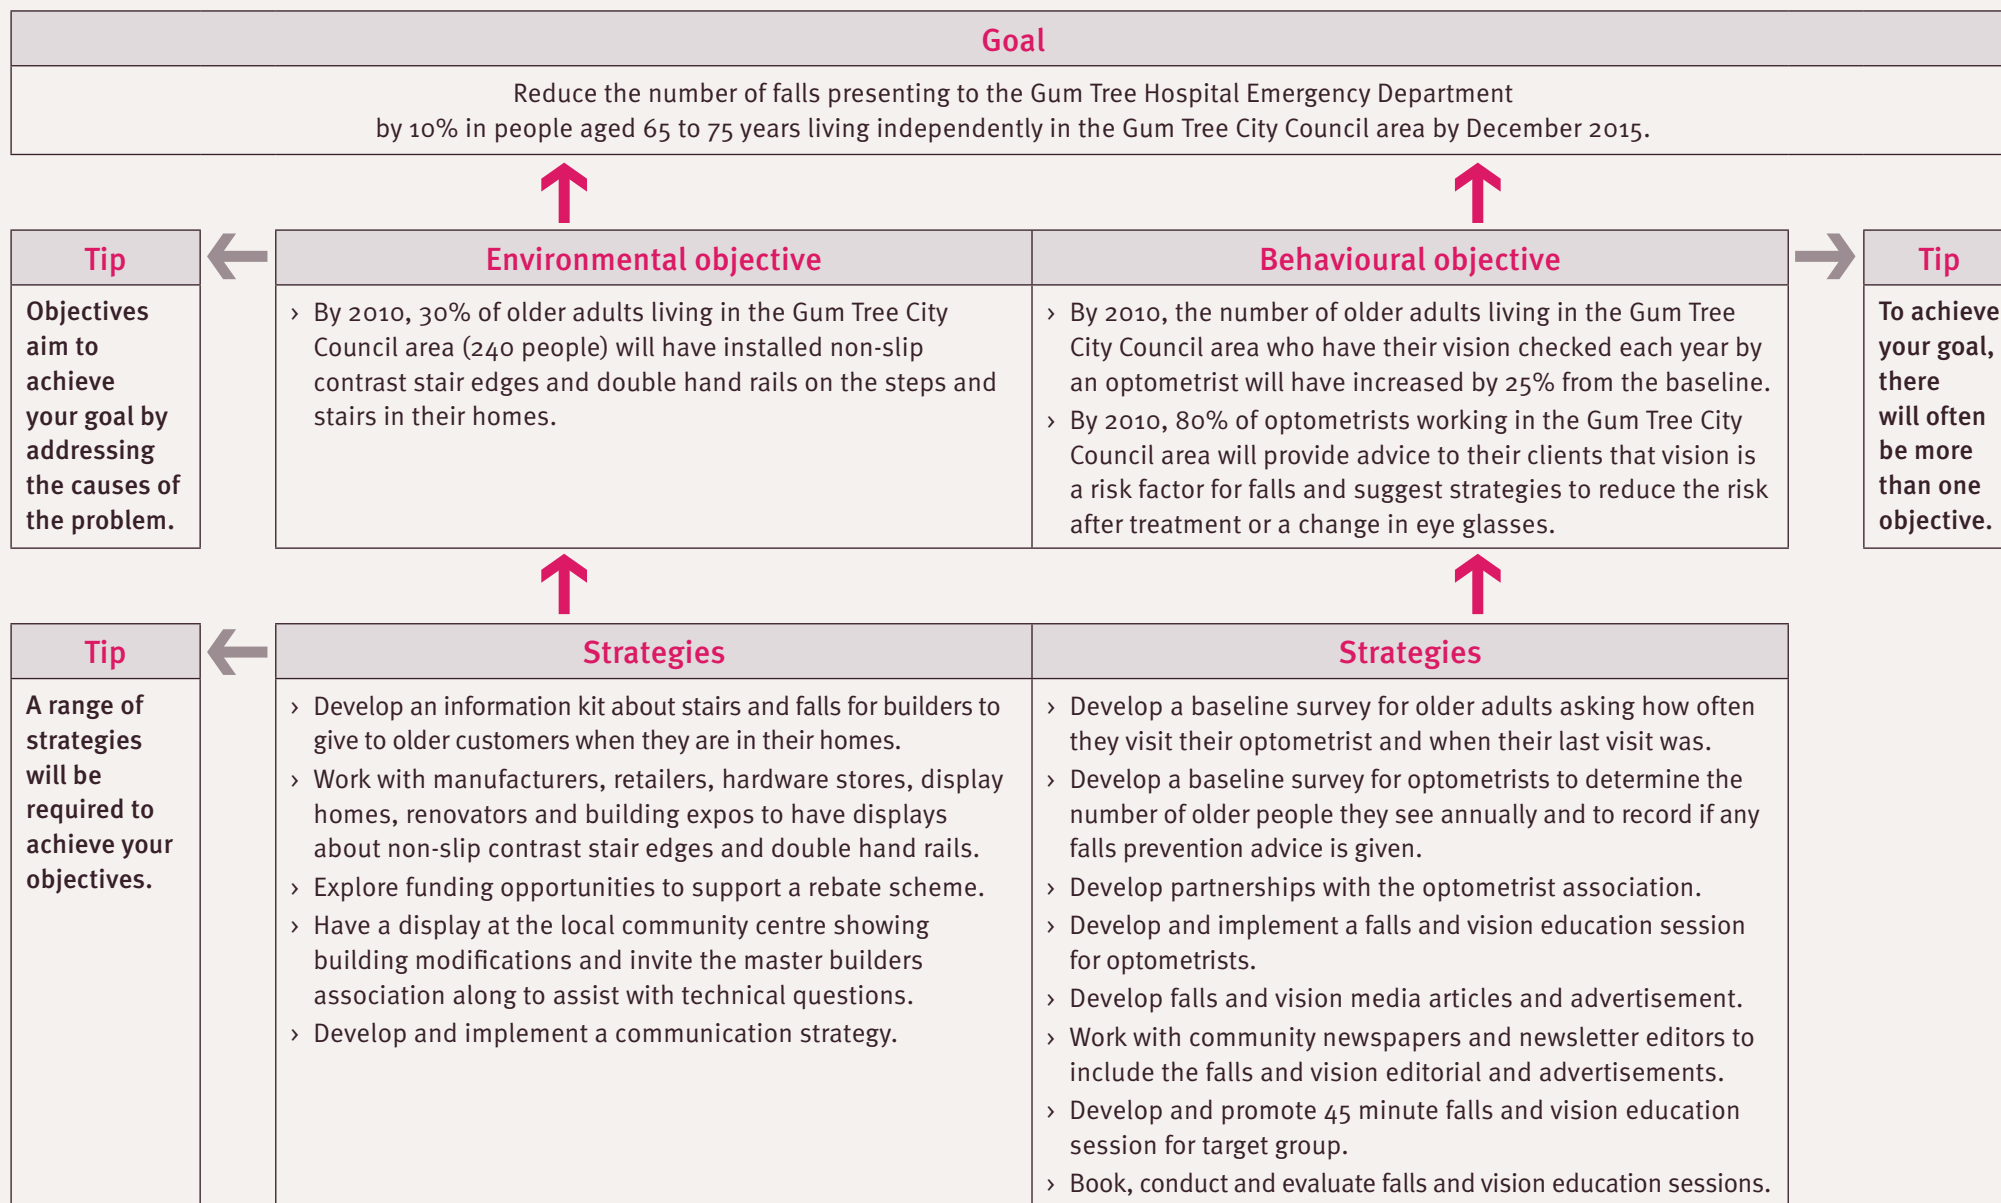 Goal
Reduce the number of falls presenting to the Gum Tree Hospital Emergency Department
by 10% in people aged 65 to 75 years living independently in the Gum Tree City Council area by December 2015.
Tip
Objectives
aim to
achieve
your goal by
addressing
the causes of
the problem.
Environmental objective
› By 2010, 30% of older adults living in the Gum Tree City
Council area (240 people) will have installed non-slip
contrast stair edges and double hand rails on the steps and
stairs in their homes.
Behavioural objective
› By 2010, the number of older adults living in the Gum Tree
City Council area who have their vision checked each year by
an optometrist will have increased by 25% from the baseline.
› By 2010, 80% of optometrists working in the Gum Tree City
Council area will provide advice to their clients that vision is
a risk factor for falls and suggest strategies to reduce the risk
after treatment or a change in eye glasses.
Tip
To achieve
your goal,
there
will often
be more
than one
objective.
Tip
A range of
strategies
will be
required to
achieve your
objectives.
Strategies
› Develop an information kit about stairs and falls for builders to
give to older customers when they are in their homes.
› Work with manufacturers, retailers, hardware stores, display
homes, renovators and building expos to have displays
about non-slip contrast stair edges and double hand rails.
› Explore funding opportunities to support a rebate scheme.
› Have a display at the local community centre showing
building modifications and invite the master builders
association along to assist with technical questions.
› Develop and implement a communication strategy.
Strategies
› Develop a baseline survey for older adults asking how often
they visit their optometrist and when their last visit was.
› Develop a baseline survey for optometrists to determine the
number of older people they see annually and to record if any
falls prevention advice is given.
› Develop partnerships with the optometrist association.
› Develop and implement a falls and vision education session
for optometrists.
› Develop falls and vision media articles and advertisement.
› Work with community newspapers and newsletter editors to
include the falls and vision editorial and advertisements.
› Develop and promote 45 minute falls and vision education
session for target group.
› Book, conduct and evaluate falls and vision education sessions.